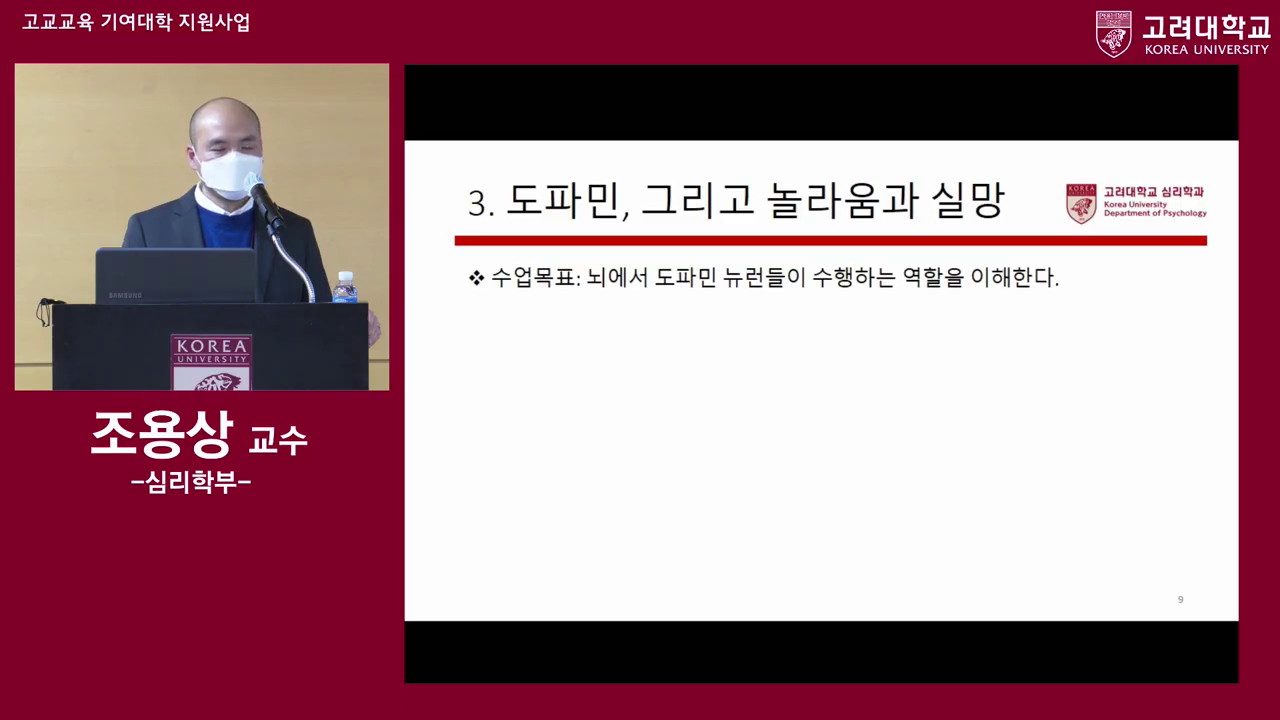 고교교육 기여대학 지원사업
고려대학교
KOREA UNIVERSITY
SAMSUNG
KOREA
UNIVERSITY
조용상 교수
-심리학부-
3. 도파민, 그리고 놀라움과 실망
KOREA
고려대학교 심리학과
Korea University
Department of Psychology
❖ 수업목표: 뇌에서 도파민 뉴런들이 수행하는 역할을 이해한다.
9